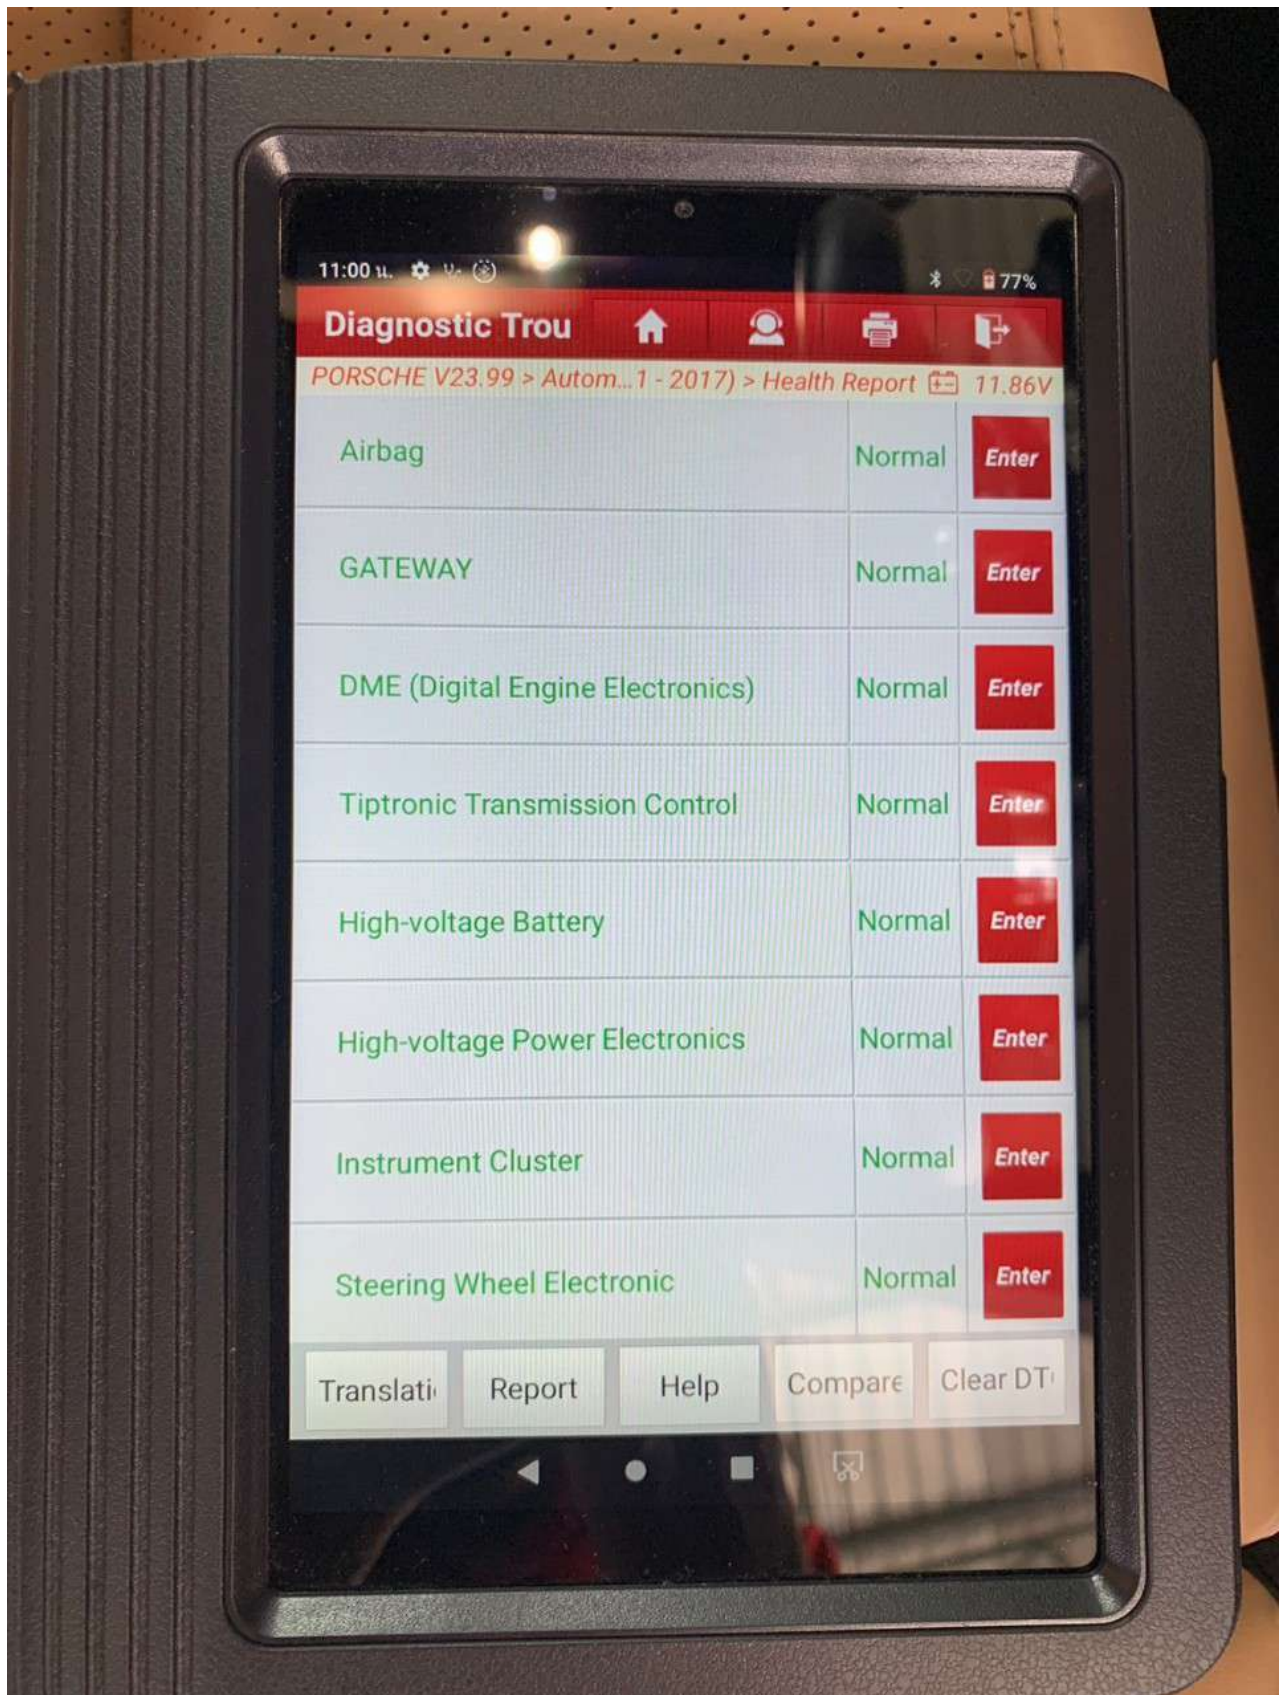 11:00 น. 77%
Diagnostic Trou
PORSCHE V23.99 > Autom...1 - 2017) > Health Report 11.86V
Airbag Normal Enter
GATEWAY Normal Enter
DME (Digital Engine Electronics) Normal Enter
Tiptronic Transmission Control Normal Enter
High-voltage Battery Normal Enter
High-voltage Power Electronics Normal Enter
Instrument Cluster Normal Enter
Steering Wheel Electronic Normal Enter
Translati Report Help Compare Clear DT